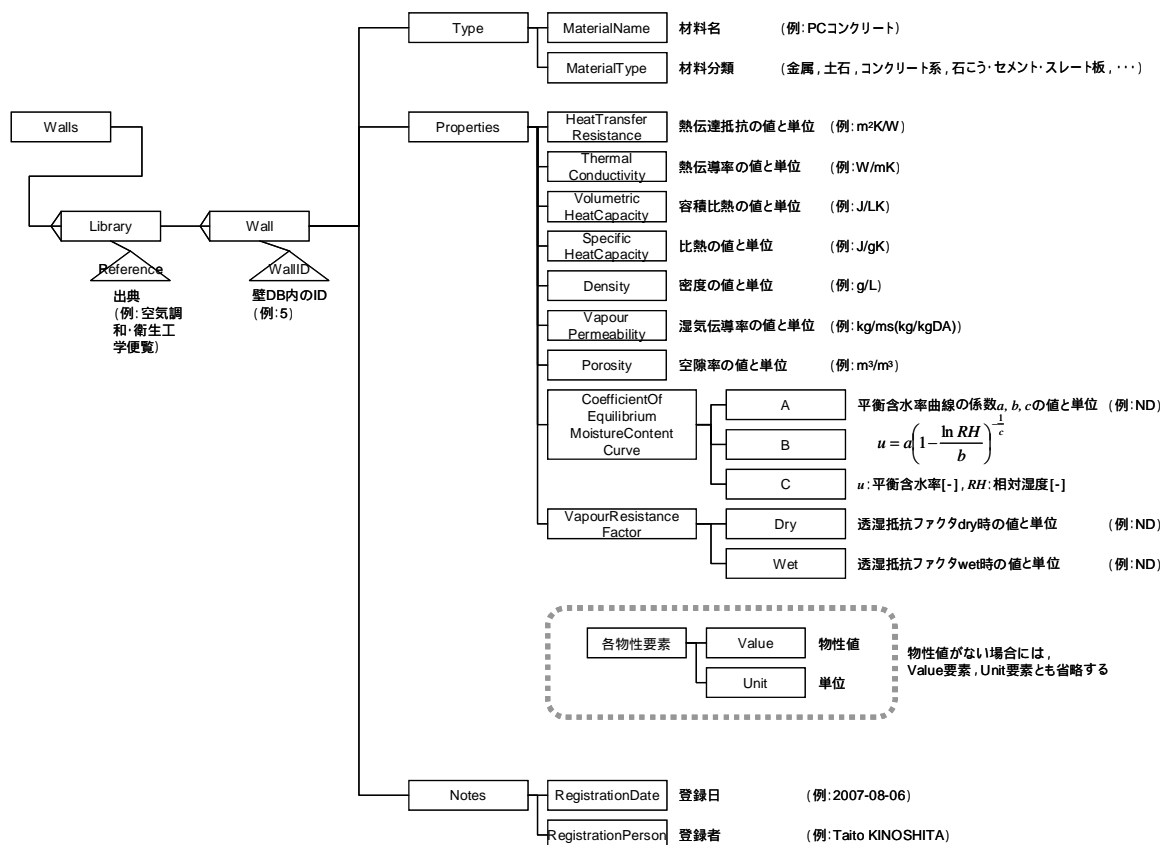 Type
MaterialName
材料名
(例:PCコンクリート)
MaterialType
材料分類
(金属,土石,コンクリート系,石こう・セメント・スレート板,・・・)
Walls
Properties
HeatTransfer
Resistance
熱伝達抵抗の値と単位
(例:m²K/W)
Thermal
Conductivity
熱伝導率の値と単位
(例:W/mK)
Volumetric
HeatCapacity
容積比熱の値と単位
(例:J/LK)
Library
Wall
Specific
HeatCapacity
比熱の値と単位
(例:J/gK)
Reference
WallID
出典
(例:空気調
和・衛生工
学便覧)
壁DB内のID
(例:5)
Density
密度の値と単位
(例:g/L)
Vapour
Permeability
湿気伝導率の値と単位
(例:kg/ms(kg/kgDA))
Porosity
空隙率の値と単位
(例:m³/m³)
CoefficientOf
Equilibrium
MoistureContent
Curve
A
平衡含水率曲線の係数a, b, cの値と単位 (例:ND)
B
u = a(1 - ln RH / b)^(-1/c)
C
u:平衡含水率[-],RH:相対湿度[-]
VapourResistance
Factor
Dry
透湿抵抗ファクタdry時の値と単位
(例:ND)
Wet
透湿抵抗ファクタwet時の値と単位
(例:ND)
各物性要素
Value
物性値
Unit
単位
物性値がない場合には,
Value要素,Unit要素とも省略する
Notes
RegistrationDate
登録日
(例:2007-08-06)
RegistrationPerson
登録者
(例:Taito KINOSHITA)